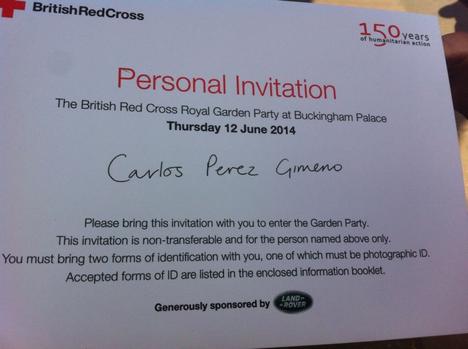 BritishRedCross
150 years
of humanitarian action
Personal Invitation
The British Red Cross Royal Garden Party at Buckingham Palace
Thursday 12 June 2014
Carlos Perez Gimeno
Please bring this invitation with you to enter the Garden Party.
This invitation is non-transferable and for the person named above only.
You must bring two forms of identification with you, one of which must be photographic ID.
Accepted forms of ID are listed in the enclosed information booklet.
Generously sponsored by LAND-
-ROVER